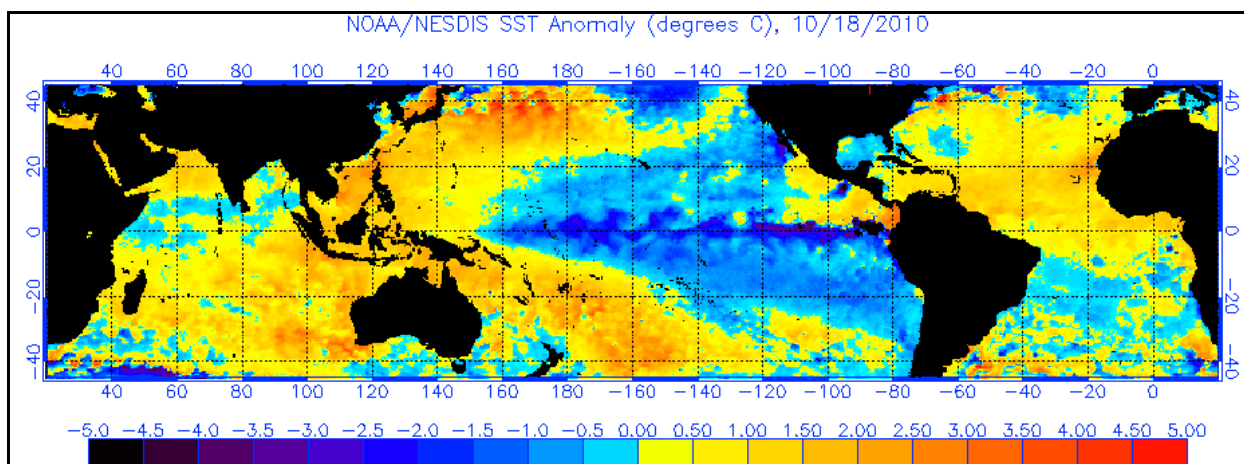 NOAA/NESDIS SST Anomaly (degrees C), 10/18/2010
40 60 80 100 120 140 160 180 -160 -140 -120 -100 -80 -60 -40 -20 0
40 40
20 20
0 0
-20 -20
-40 -40
40 60 80 100 120 140 160 180 -160 -140 -120 -100 -80 -60 -40 -20 0
-5.0 -4.5 -4.0 -3.5 -3.0 -2.5 -2.0 -1.5 -1.0 -0.5 0.00 0.50 1.00 1.50 2.00 2.50 3.00 3.50 4.00 4.50 5.00